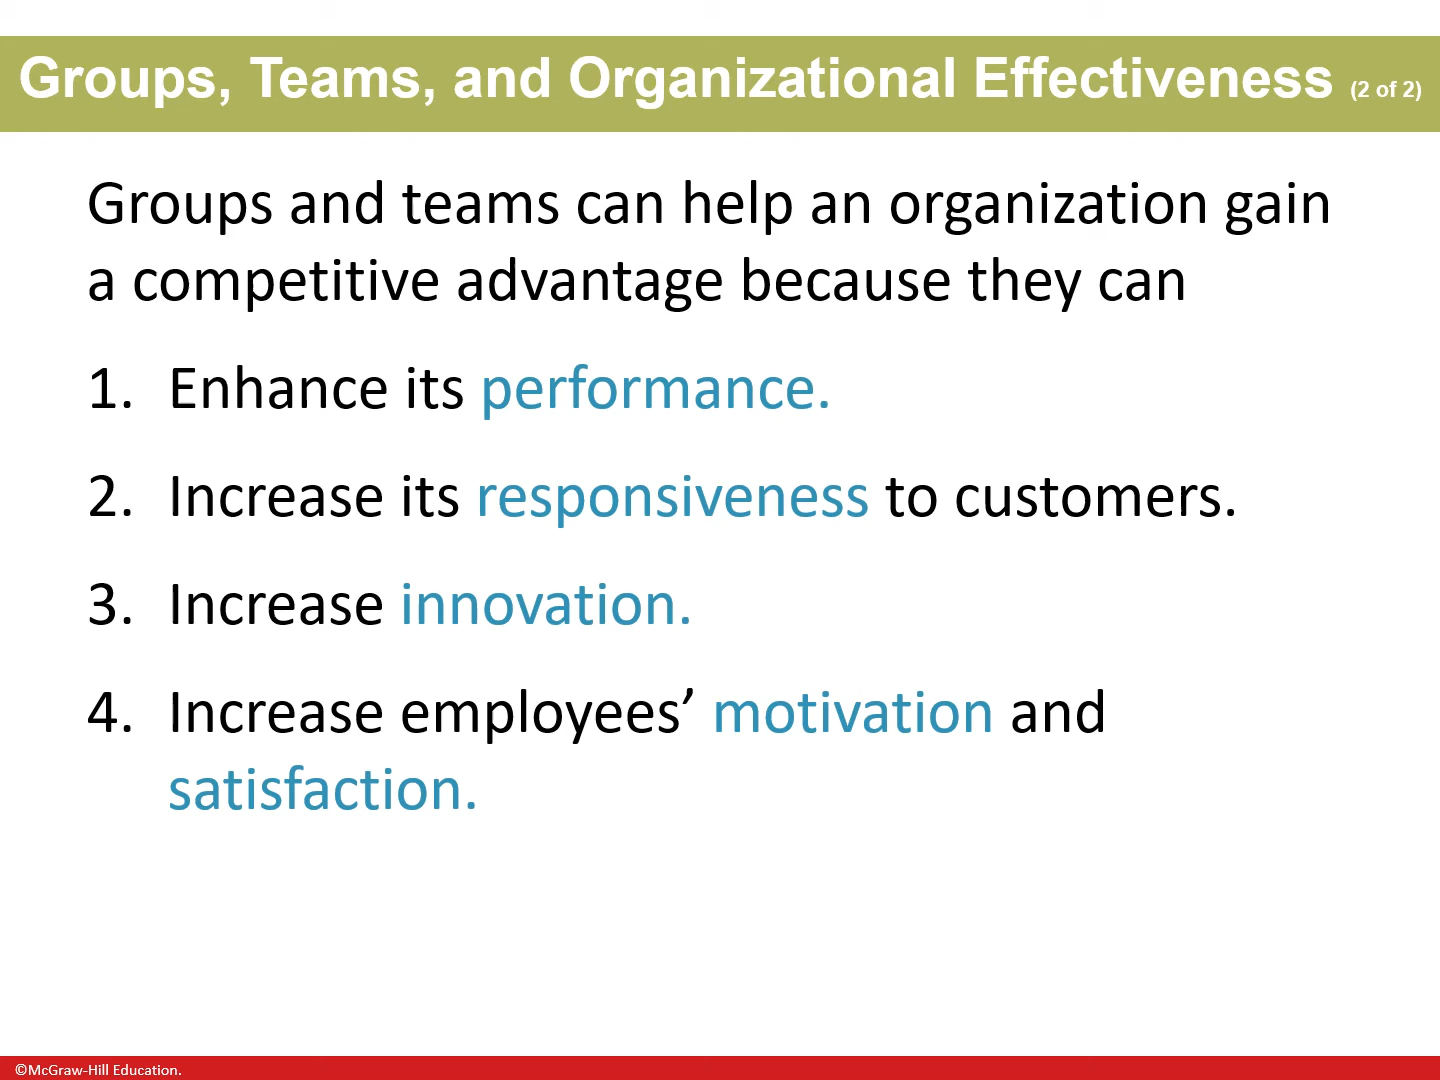 Groups, Teams, and Organizational Effectiveness (2 of 2)
Groups and teams can help an organization gain
a competitive advantage because they can
1. Enhance its performance.
2. Increase its responsiveness to customers.
3. Increase innovation.
4. Increase employees’ motivation and
satisfaction.
©McGraw-Hill Education.